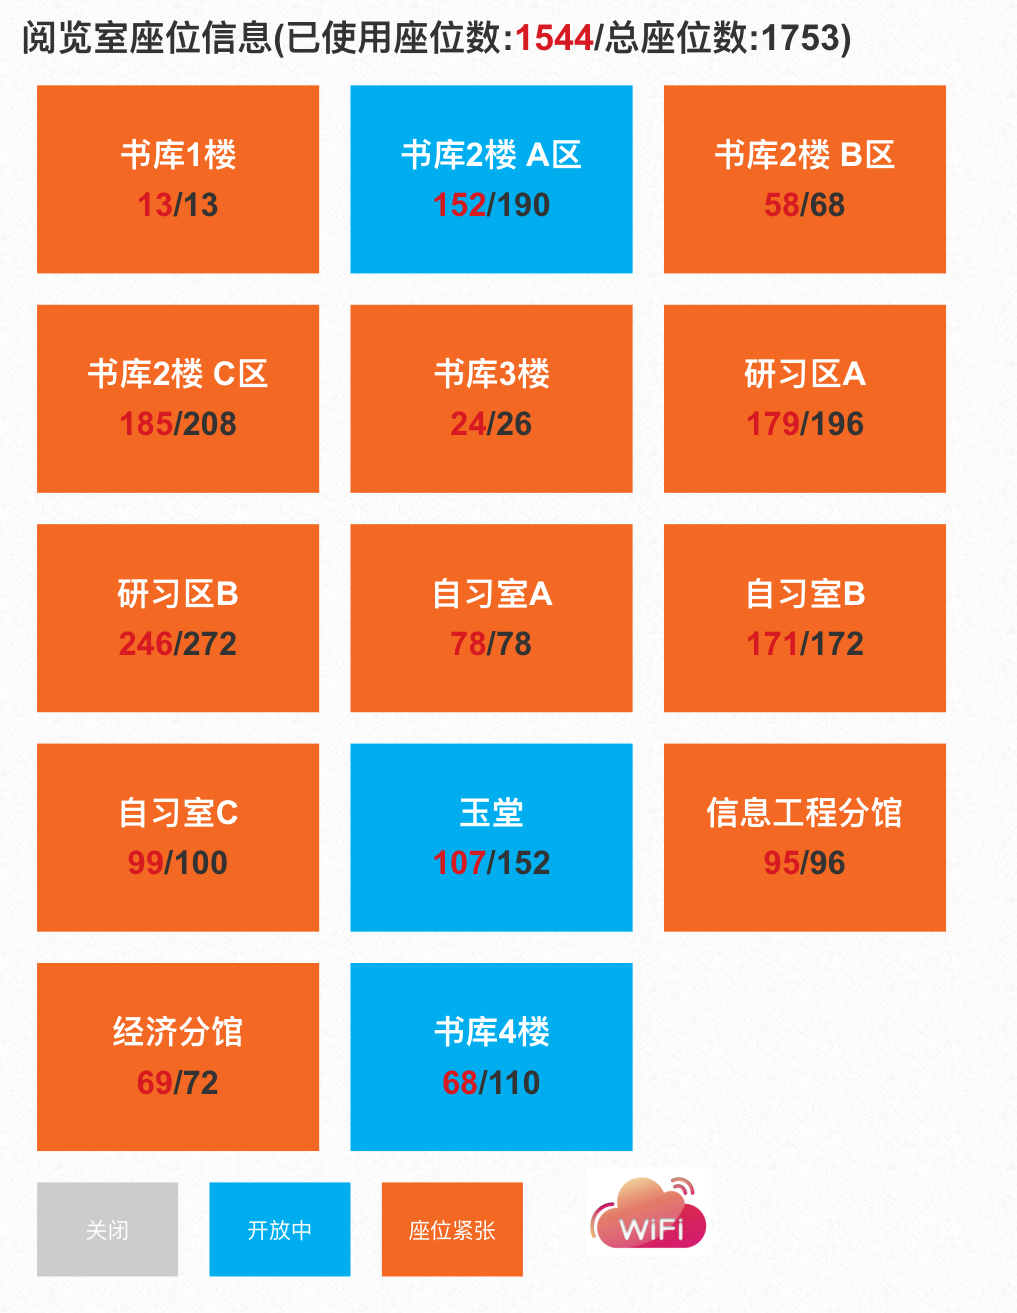 阅览室座位信息(已使用座位数:1544/总座位数:1753)
书库1楼
13/13
书库2楼 A区
152/190
书库2楼 B区
58/68
书库2楼 C区
185/208
书库3楼
24/26
研习区A
179/196
研习区B
246/272
自习室A
78/78
自习室B
171/172
自习室C
99/100
玉堂
107/152
信息工程分馆
95/96
经济分馆
69/72
书库4楼
68/110
关闭
开放中
座位紧张
WiFi